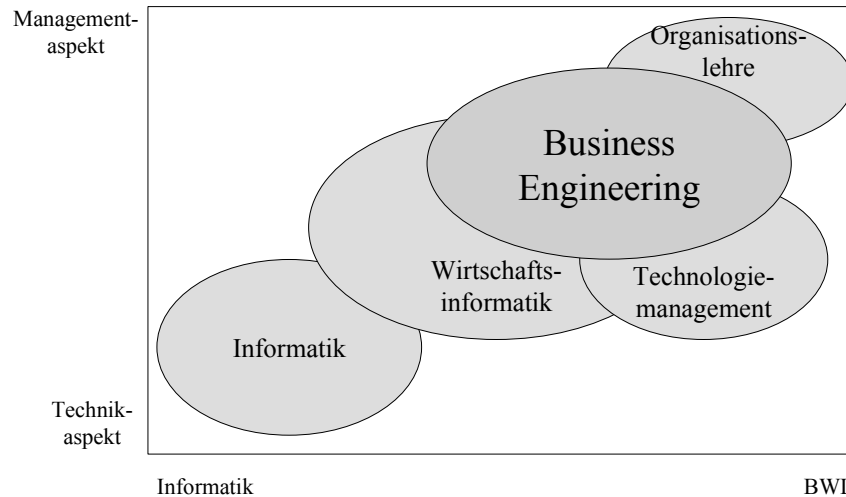 Management-
aspekt
Organisations-
lehre
Business
Engineering
Wirtschafts-
informatik
Technologie-
management
Informatik
Technik-
aspekt
Informatik
BWL